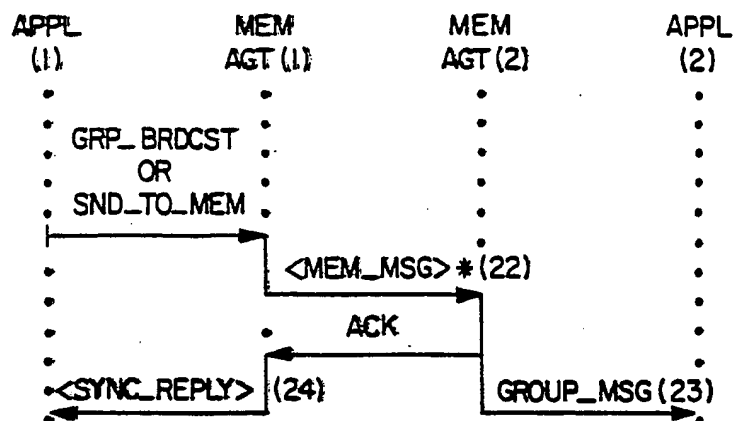 APPL MEM MEM APPL
(1) AGT (1) AGT (2) (2)
GRP_BRDCST
OR
SND_TO_MEM
<MEM_MSG> * (22)
ACK
<SYNC_REPLY> (24) GROUP_MSG (23)